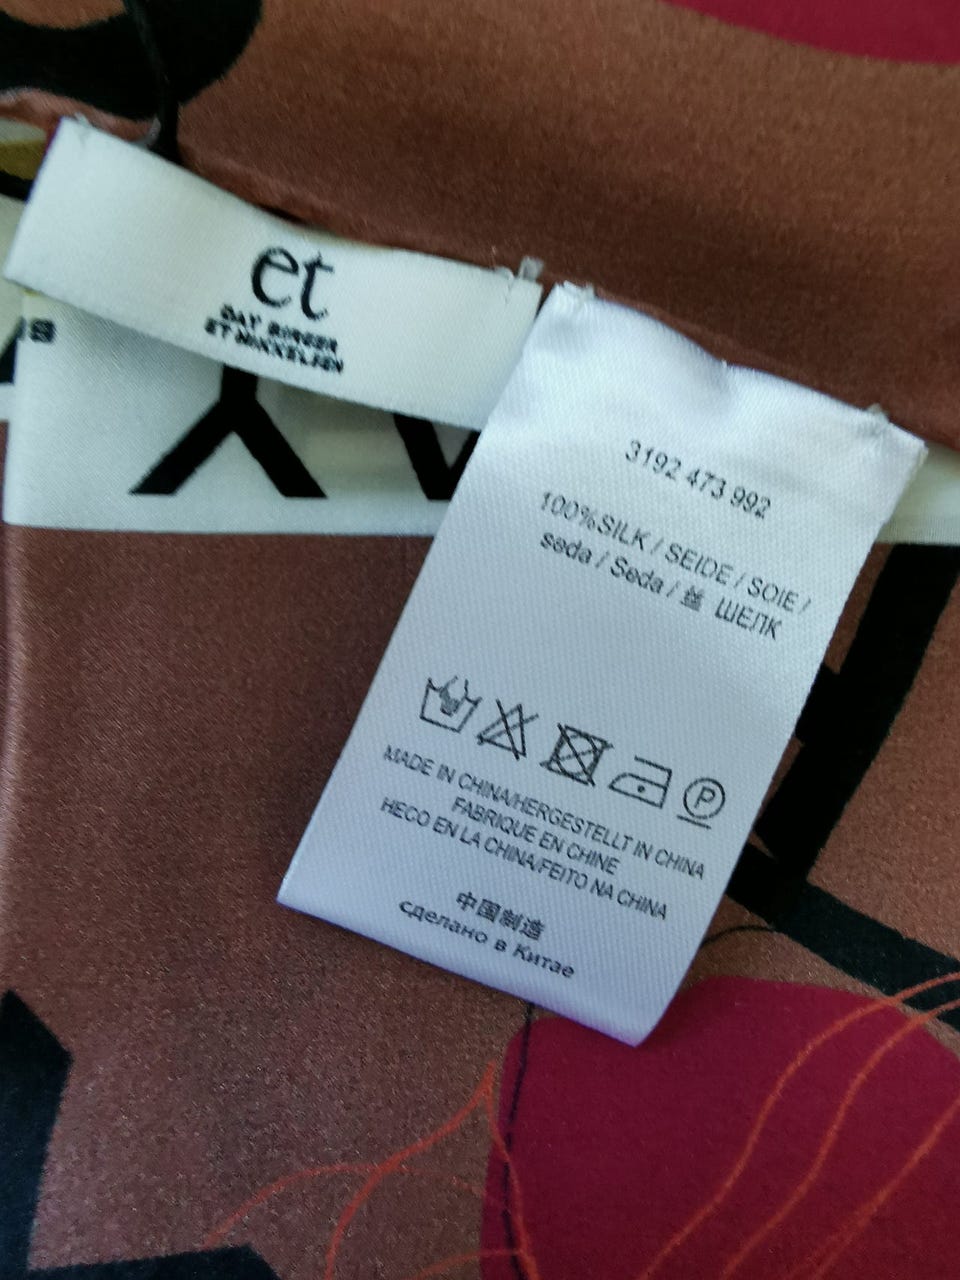 et
DAY BIRGER
ET MIKKELSEN
AY
3192 473 992
100%SILK / SEIDE / SOIE /
seda / Seda / 丝 ШЕЛК
P
MADE IN CHINA/HERGESTELLT IN CHINA
FABRIQUE EN CHINE
HECO EN LA CHINA/FEITO NA CHINA
中国制造
сделано в Китае